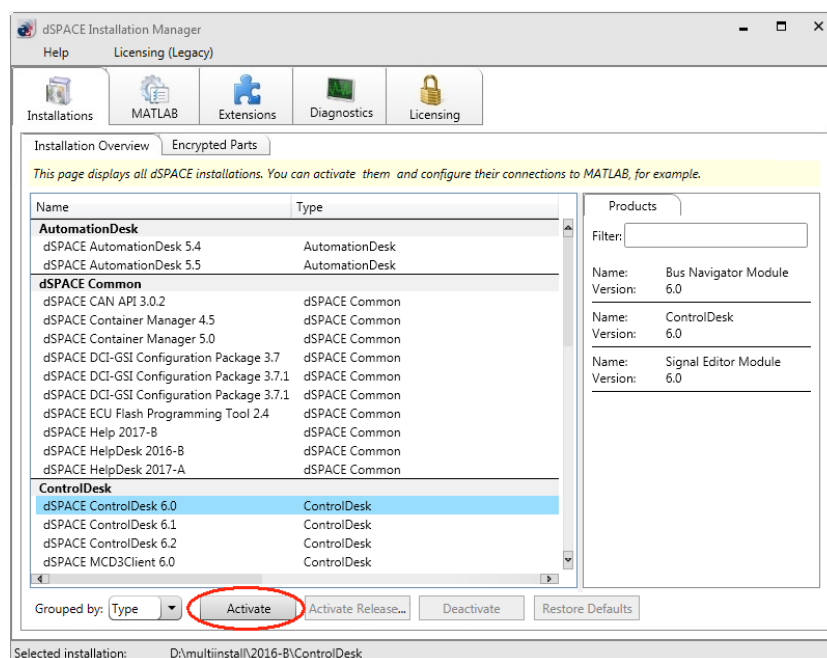 dSPACE Installation Manager
Help Licensing (Legacy)
Installations MATLAB Extensions Diagnostics Licensing
Installation Overview Encrypted Parts
This page displays all dSPACE installations. You can activate them and configure their connections to MATLAB, for example.
Name Type
AutomationDesk
dSPACE AutomationDesk 5.4 AutomationDesk
dSPACE AutomationDesk 5.5 AutomationDesk
dSPACE Common
dSPACE CAN API 3.0.2 dSPACE Common
dSPACE Container Manager 4.5 dSPACE Common
dSPACE Container Manager 5.0 dSPACE Common
dSPACE DCI-GSI Configuration Package 3.7 dSPACE Common
dSPACE DCI-GSI Configuration Package 3.7.1 dSPACE Common
dSPACE DCI-GSI Configuration Package 3.7.1 dSPACE Common
dSPACE ECU Flash Programming Tool 2.4 dSPACE Common
dSPACE Help 2017-B dSPACE Common
dSPACE HelpDesk 2016-B dSPACE Common
dSPACE HelpDesk 2017-A dSPACE Common
ControlDesk
dSPACE ControlDesk 6.0 ControlDesk
dSPACE ControlDesk 6.1 ControlDesk
dSPACE ControlDesk 6.2 ControlDesk
dSPACE MCD3Client 6.0 ControlDesk
Products
Filter:
Name: Bus Navigator Module
Version: 6.0
Name: ControlDesk
Version: 6.0
Name: Signal Editor Module
Version: 6.0
Grouped by: Type Activate Activate Release... Deactivate Restore Defaults
Selected installation: D:\multiinstall\2016-B\ControlDesk